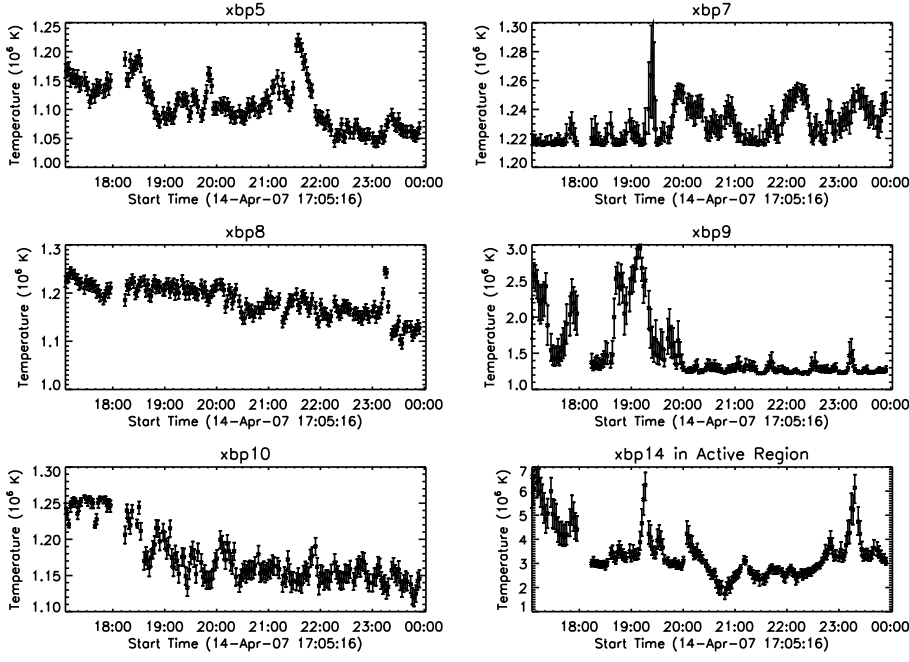 xbp5
Temperature (10⁶ K)
1.25
1.20
1.15
1.10
1.05
1.00
18:00 19:00 20:00 21:00 22:00 23:00 00:00
Start Time (14-Apr-07 17:05:16)
xbp7
Temperature (10⁶ K)
1.30
1.28
1.26
1.24
1.22
1.20
18:00 19:00 20:00 21:00 22:00 23:00 00:00
Start Time (14-Apr-07 17:05:16)
xbp8
Temperature (10⁶ K)
1.3
1.2
1.1
1.0
18:00 19:00 20:00 21:00 22:00 23:00 00:00
Start Time (14-Apr-07 17:05:16)
xbp9
Temperature (10⁶ K)
3.0
2.5
2.0
1.5
1.0
18:00 19:00 20:00 21:00 22:00 23:00 00:00
Start Time (14-Apr-07 17:05:16)
xbp10
Temperature (10⁶ K)
1.30
1.25
1.20
1.15
1.10
18:00 19:00 20:00 21:00 22:00 23:00 00:00
Start Time (14-Apr-07 17:05:16)
xbp14 in Active Region
Temperature (10⁶ K)
7
6
5
4
3
2
1
18:00 19:00 20:00 21:00 22:00 23:00 00:00
Start Time (14-Apr-07 17:05:16)